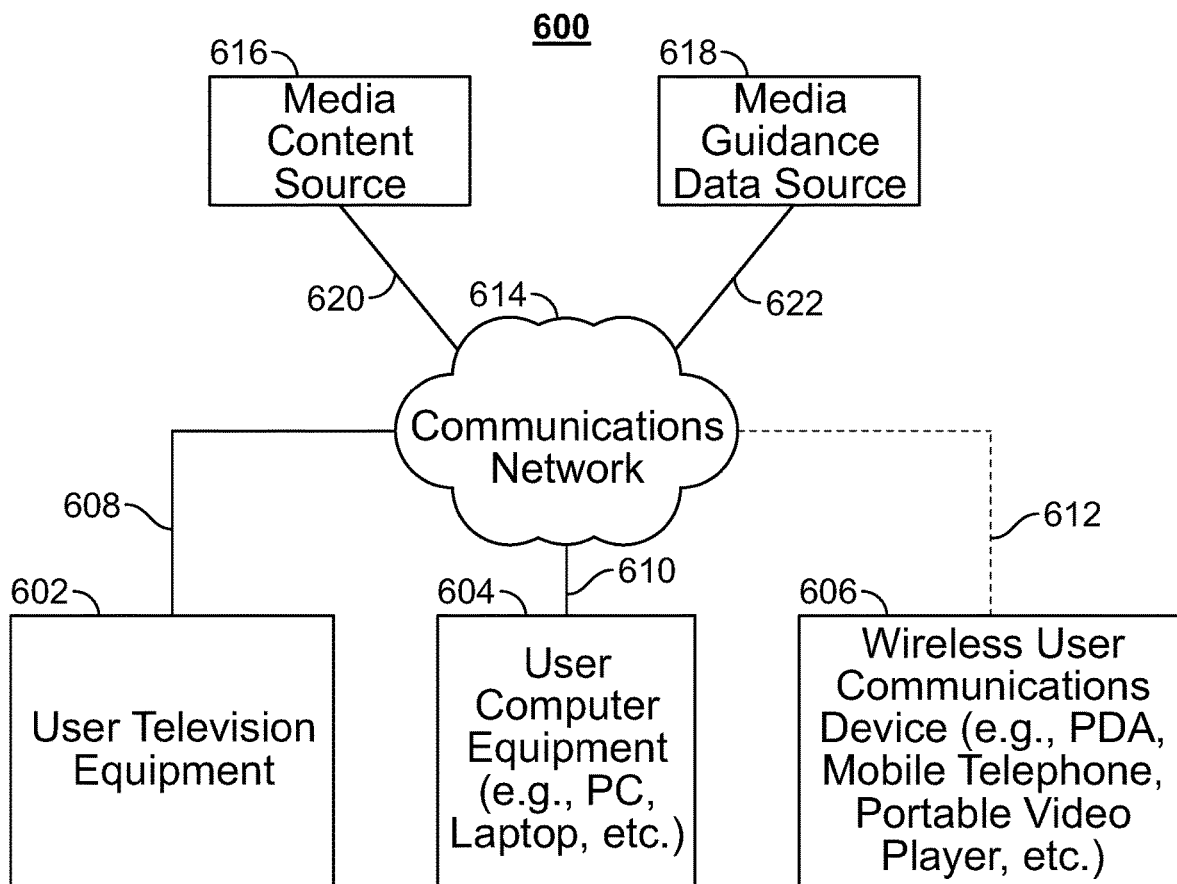 600
616
618
Media
Content
Source
Media
Guidance
Data Source
620
614
622
Communications
Network
608
612
610
602
604
606
User Television
Equipment
User
Computer
Equipment
(e.g., PC,
Laptop, etc.)
Wireless User
Communications
Device (e.g., PDA,
Mobile Telephone,
Portable Video
Player, etc.)